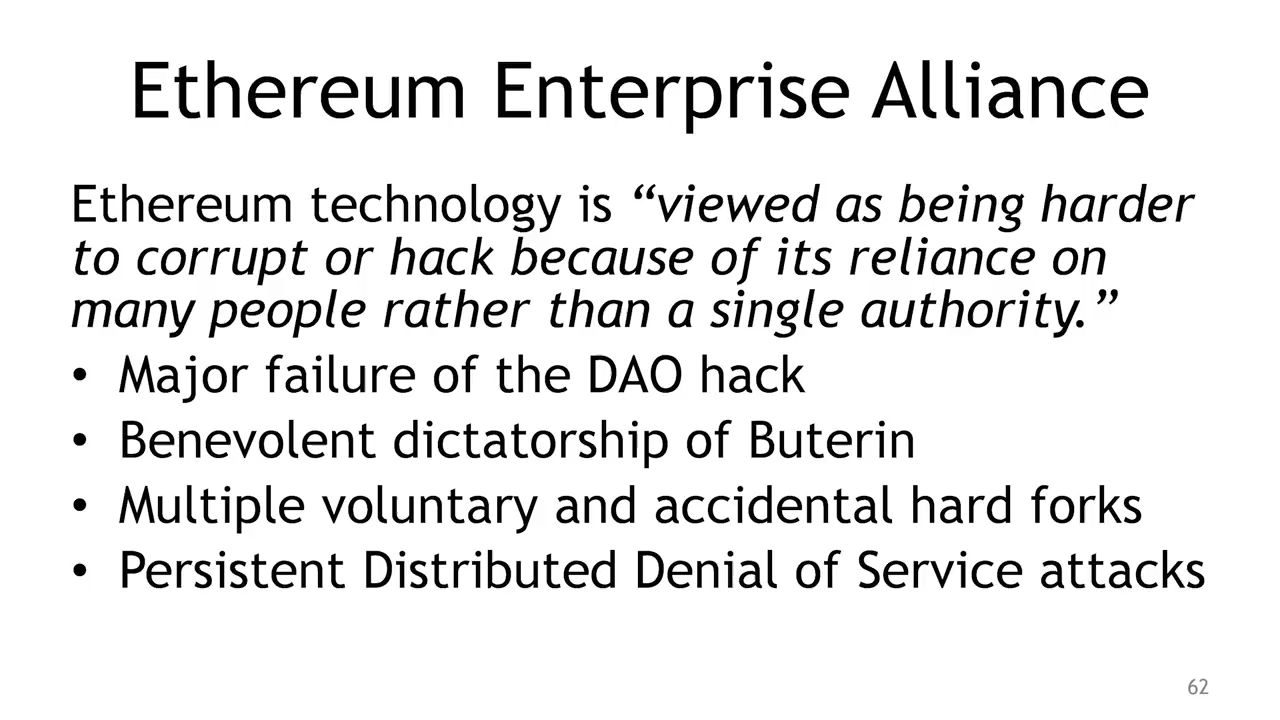 Ethereum Enterprise Alliance
Ethereum technology is “viewed as being harder
to corrupt or hack because of its reliance on
many people rather than a single authority.”
• Major failure of the DAO hack
• Benevolent dictatorship of Buterin
• Multiple voluntary and accidental hard forks
• Persistent Distributed Denial of Service attacks
62